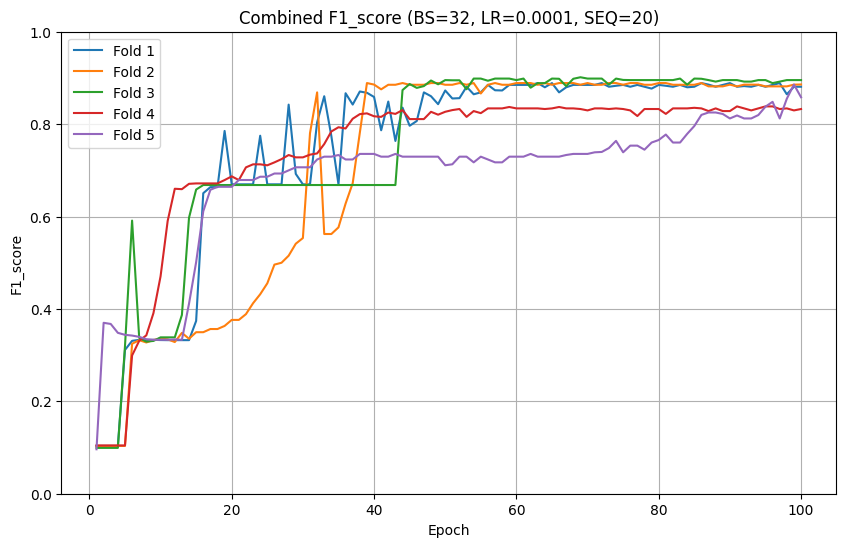 Combined F1_score (BS=32, LR=0.0001, SEQ=20)
Fold 1
Fold 2
Fold 3
Fold 4
Fold 5
F1_score
1.0
0.8
0.6
0.4
0.2
0.0
0 20 40 60 80 100
Epoch